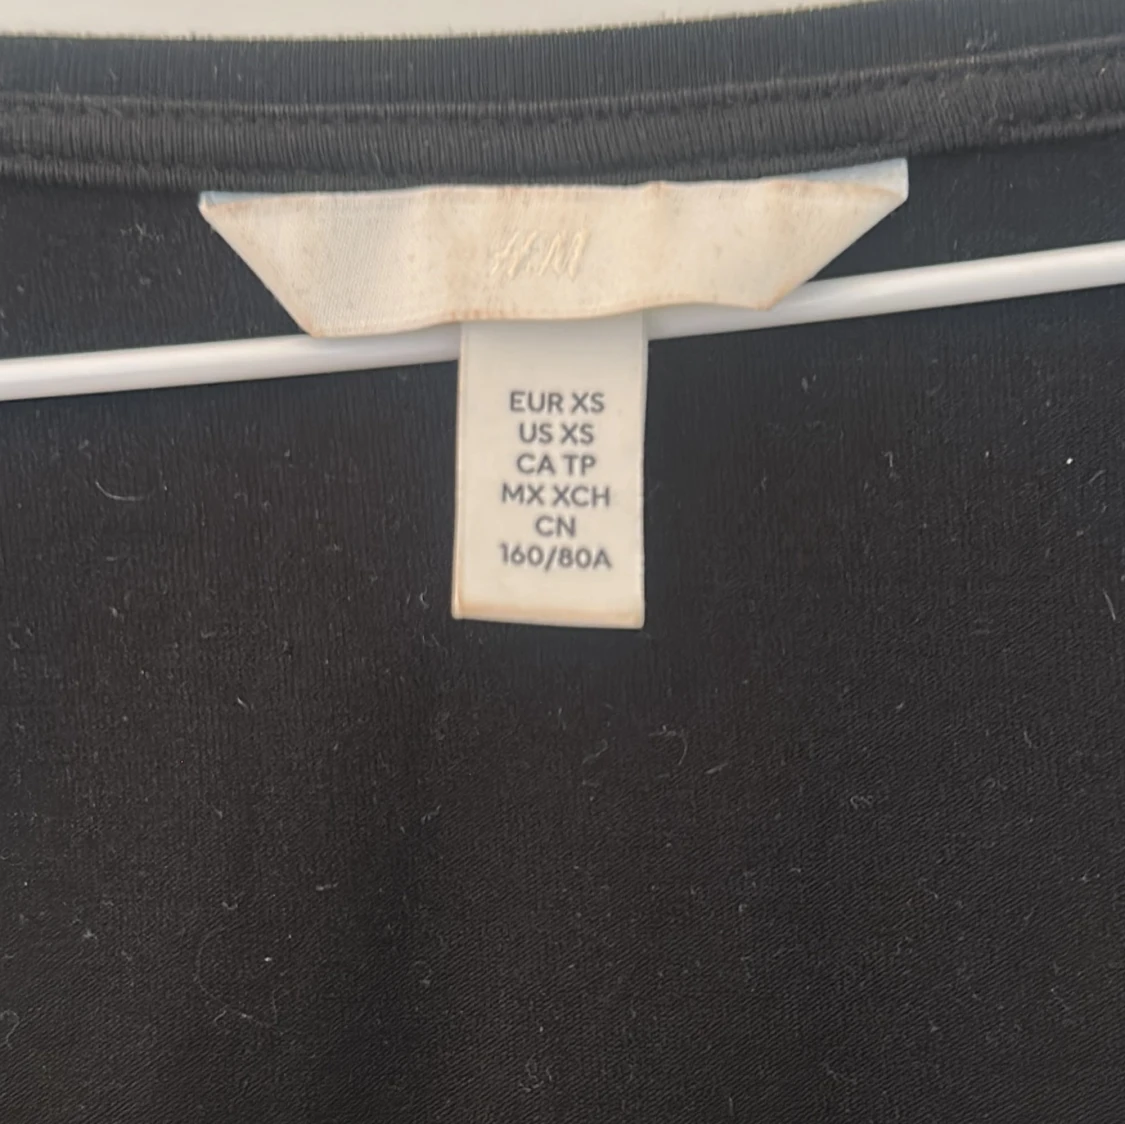 H&M
EUR XS
US XS
CA TP
MX XCH
CN
160/80A